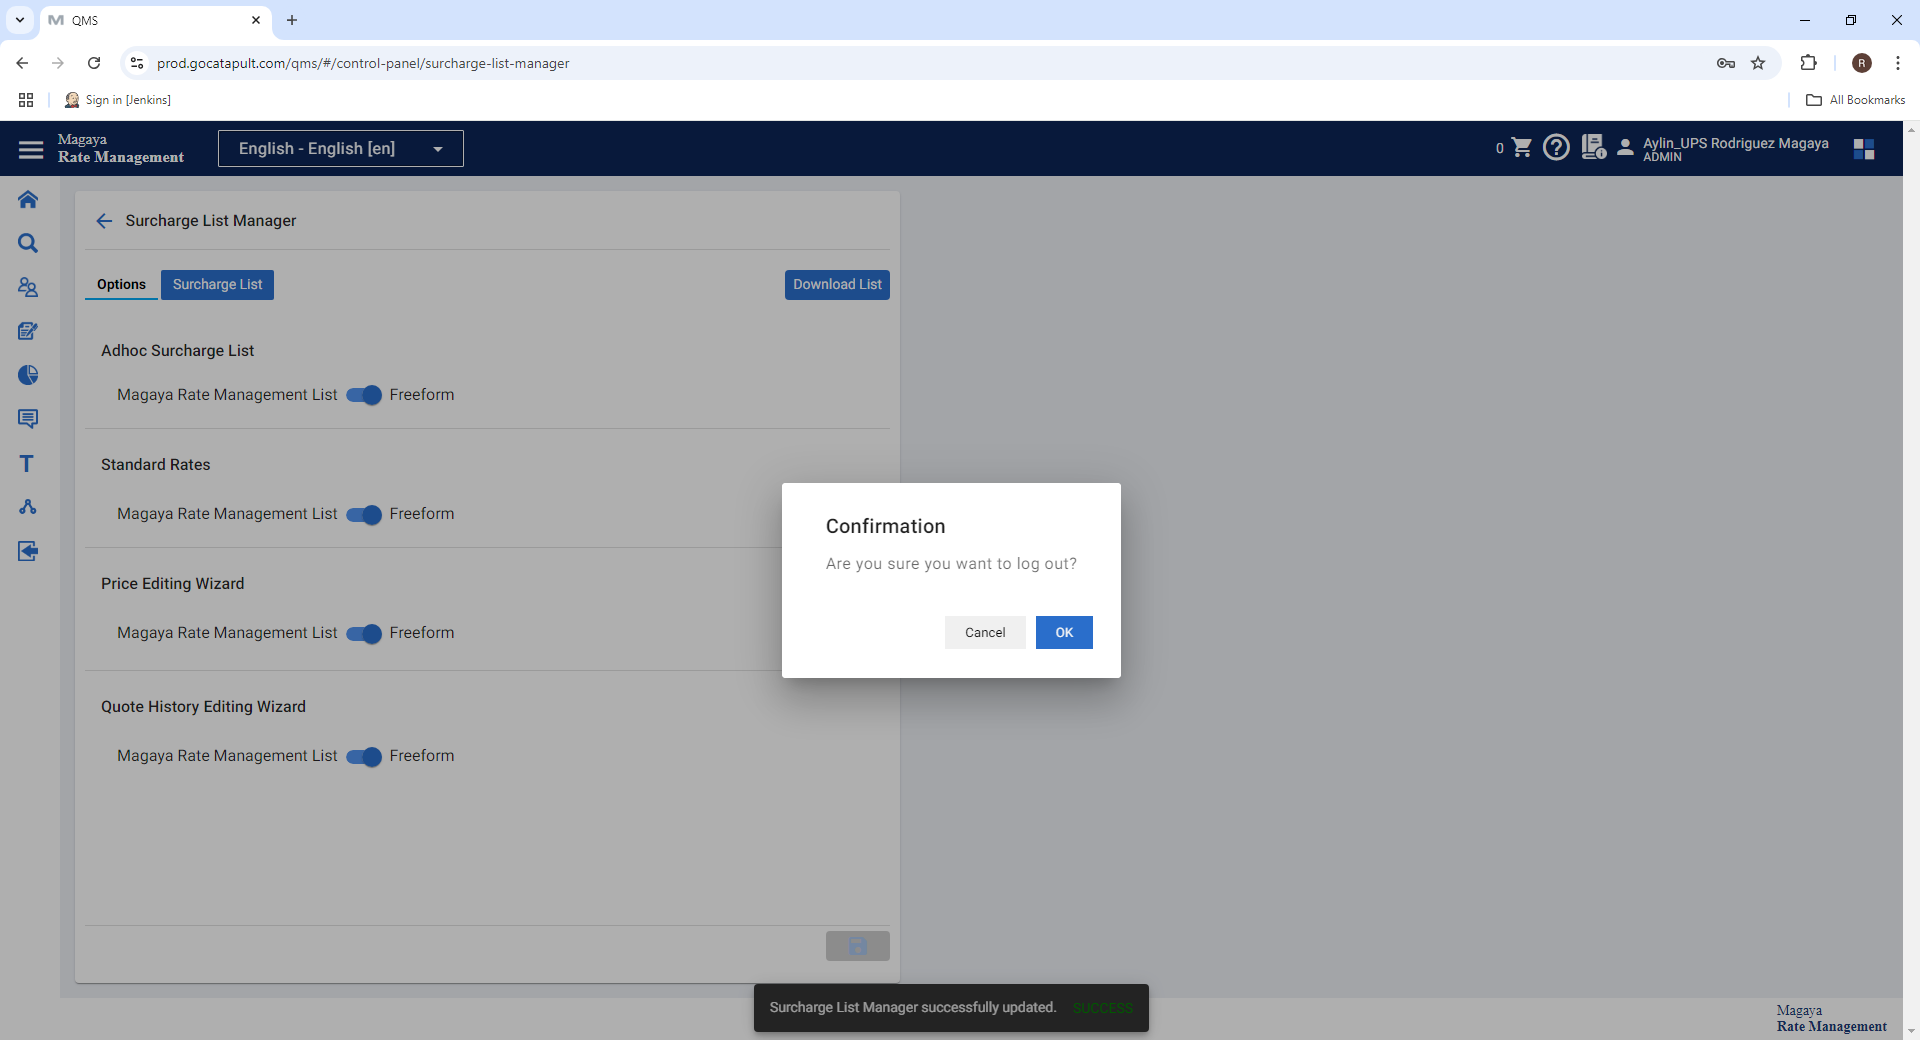 QMS
prod.gocatapult.com/qms/#/control-panel/surcharge-list-manager
R
Sign in [Jenkins]
All Bookmarks
Magaya
Rate Management
English - English [en]
0
Aylin_UPS Rodriguez Magaya
ADMIN
Surcharge List Manager
Options
Surcharge List
Download List
Adhoc Surcharge List
Magaya Rate Management List Freeform
Standard Rates
Magaya Rate Management List Freeform
Price Editing Wizard
Magaya Rate Management List Freeform
Quote History Editing Wizard
Magaya Rate Management List Freeform
Confirmation
Are you sure you want to log out?
Cancel
OK
Surcharge List Manager successfully updated. SUCCESS
Magaya
Rate Management